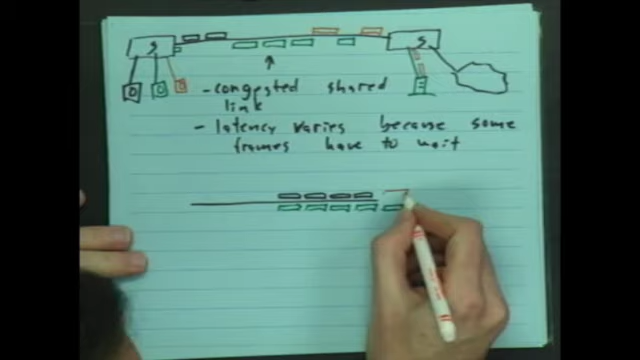 S S
- congested shared
link
- latency varies because some
frames have to wait